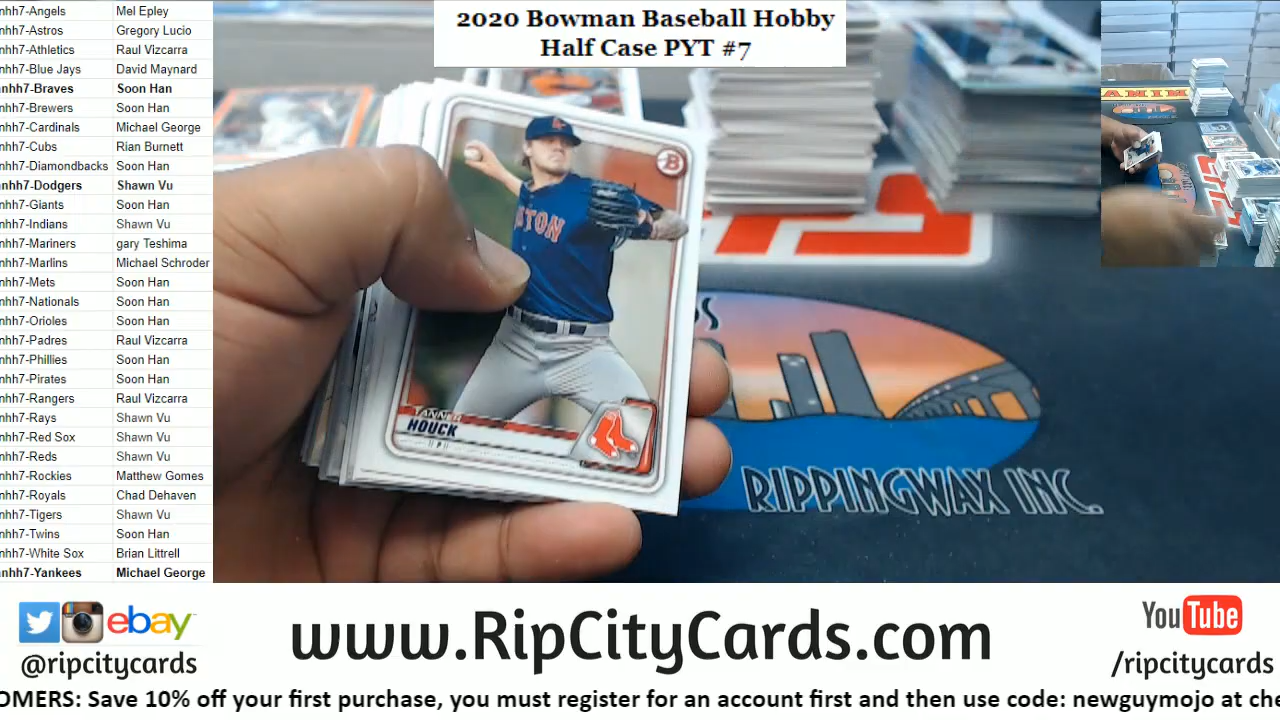 2020 Bowman Baseball Hobby
Half Case PYT #7
nhh7-Angels Mel Epley
nhh7-Astros Gregory Lucio
nhh7-Athletics Raul Vizcarra
nhh7-Blue Jays David Maynard
nhh7-Braves Soon Han
nhh7-Brewers Soon Han
nhh7-Cardinals Michael George
nhh7-Cubs Rian Burnett
nhh7-Diamondbacks Soon Han
nhh7-Dodgers Shawn Vu
nhh7-Giants Soon Han
nhh7-Indians Shawn Vu
nhh7-Mariners gary Teshima
nhh7-Marlins Michael Schroder
nhh7-Mets Soon Han
nhh7-Nationals Soon Han
nhh7-Orioles Soon Han
nhh7-Padres Raul Vizcarra
nhh7-Phillies Soon Han
nhh7-Pirates Soon Han
nhh7-Rangers Raul Vizcarra
nhh7-Rays Shawn Vu
nhh7-Red Sox Shawn Vu
nhh7-Reds Shawn Vu
nhh7-Rockies Matthew Gomes
nhh7-Royals Chad Dehaven
nhh7-Tigers Shawn Vu
nhh7-Twins Soon Han
nhh7-White Sox Brian Littrell
nhh7-Yankees Michael George
B
TON
TANNER
HOUCK
RIPPINGWAX INC.
ebay
@ripcitycards
www.RipCityCards.com
YouTube
/ripcitycards
OMERS: Save 10% off your first purchase, you must register for an account first and then use code: newguymojo at che